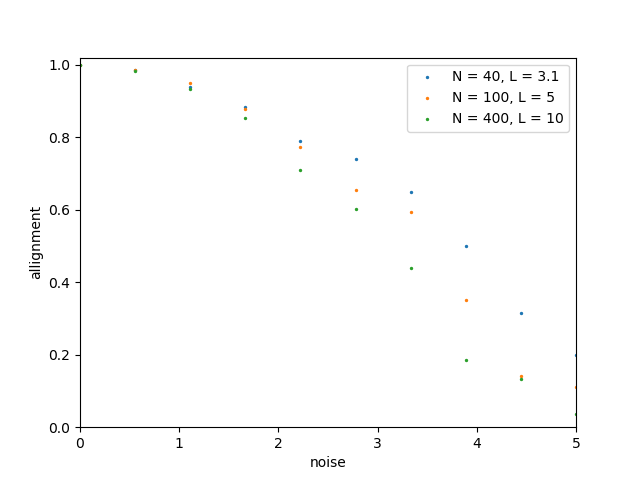 1.0
0.8
0.6
0.4
0.2
0.0
allignment
N = 40, L = 3.1
N = 100, L = 5
N = 400, L = 10
0 1 2 3 4 5
noise